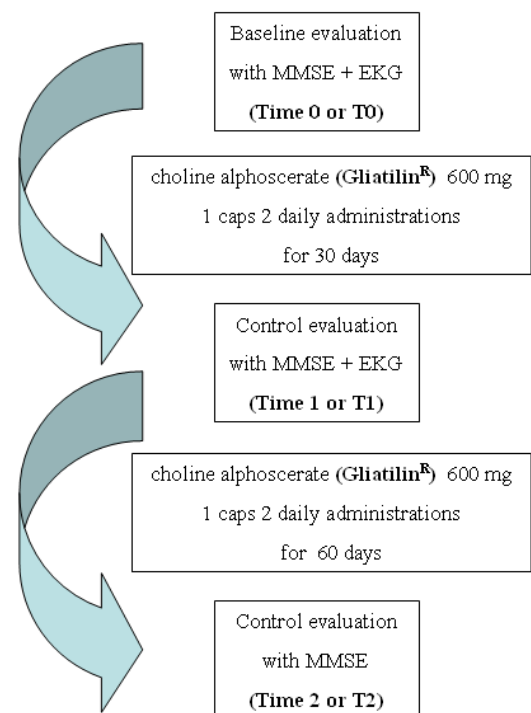 Baseline evaluation
with MMSE + EKG
(Time 0 or T0)
choline alphoscerate (Gliatilinᴿ) 600 mg
1 caps 2 daily administrations
for 30 days
Control evaluation
with MMSE + EKG
(Time 1 or T1)
choline alphoscerate (Gliatilinᴿ) 600 mg
1 caps 2 daily administrations
for 60 days
Control evaluation
with MMSE
(Time 2 or T2)